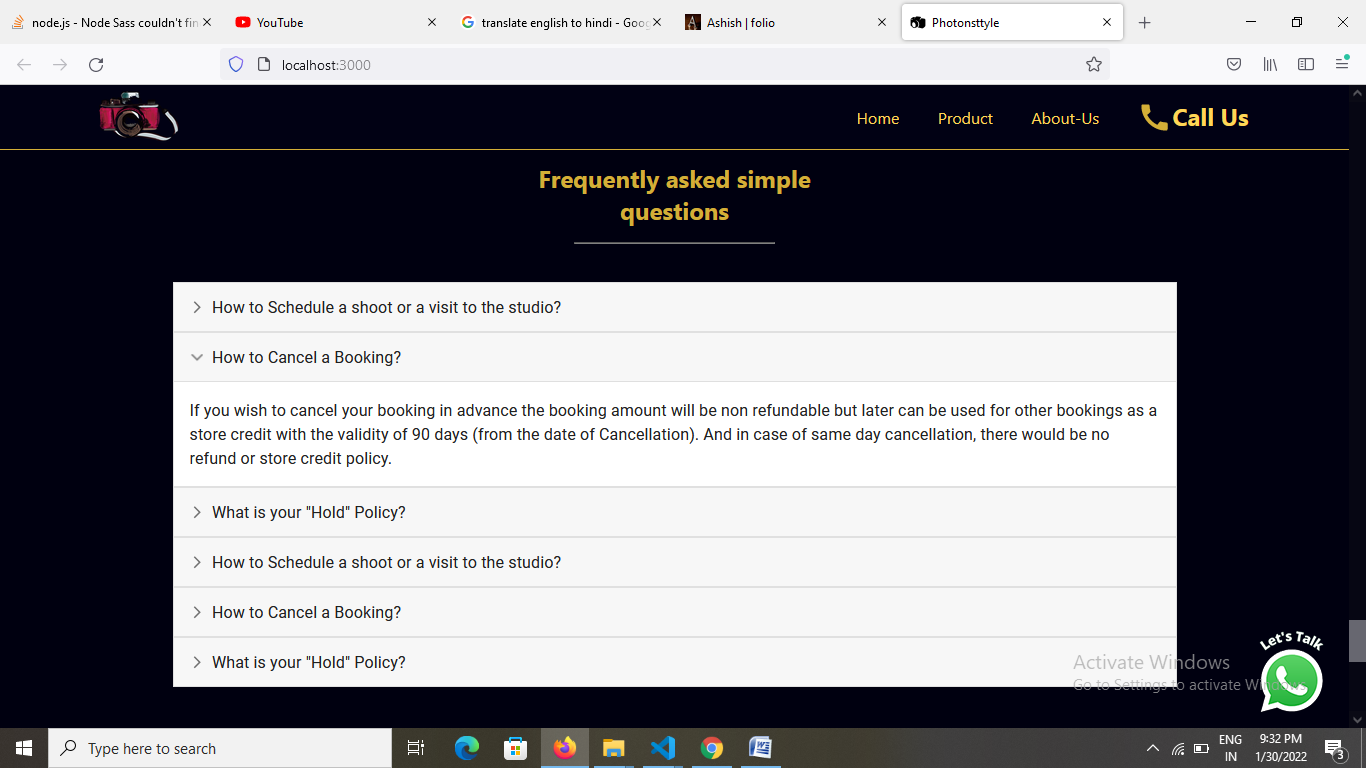 node.js - Node Sass couldn't fin
YouTube
translate english to hindi - Goog
Ashish | folio
Photonsttyle
localhost:3000
Home
Product
About-Us
Call Us
Frequently asked simple
questions
How to Schedule a shoot or a visit to the studio?
How to Cancel a Booking?
If you wish to cancel your booking in advance the booking amount will be non refundable but later can be used for other bookings as a
store credit with the validity of 90 days (from the date of Cancellation). And in case of same day cancellation, there would be no
refund or store credit policy.
What is your "Hold" Policy?
How to Schedule a shoot or a visit to the studio?
How to Cancel a Booking?
What is your "Hold" Policy?
Let's Talk
Activate Windows
Go to Settings to activate Windows.
Type here to search
ENG
IN
9:32 PM
1/30/2022
3